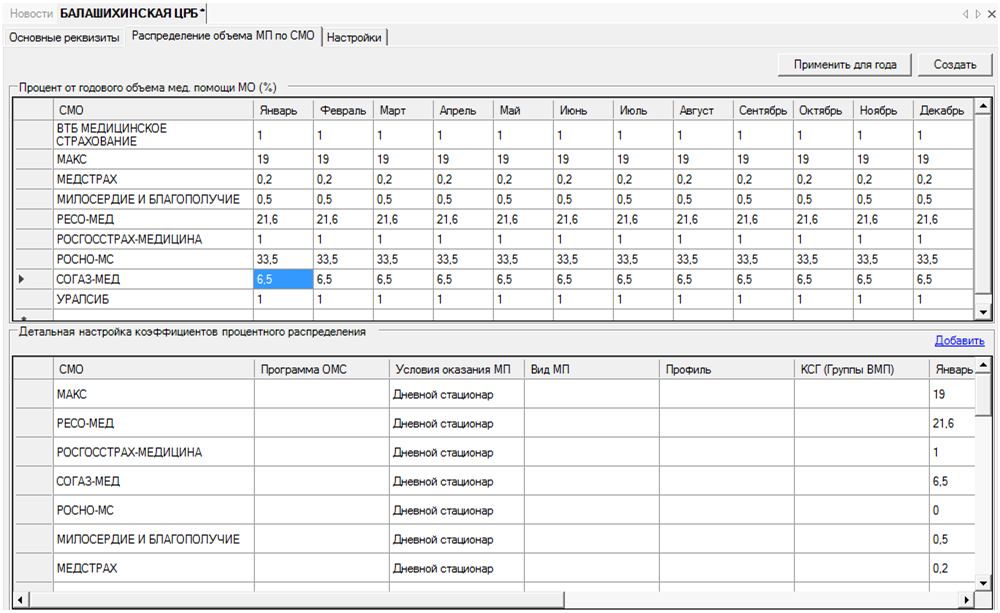 Новости БАЛАШИХИНСКАЯ ЦРБ*
Основные реквизиты Распределение объема МП по СМО Настройки
Применить для года Создать
Процент от годового объема мед. помощи МО (%)
СМО Январь Февраль Март Апрель Май Июнь Июль Август Сентябрь Октябрь Ноябрь Декабрь
ВТБ МЕДИЦИНСКОЕ
СТРАХОВАНИЕ 1 1 1 1 1 1 1 1 1 1 1 1
МАКС 19 19 19 19 19 19 19 19 19 19 19 19
МЕДСТРАХ 0,2 0,2 0,2 0,2 0,2 0,2 0,2 0,2 0,2 0,2 0,2 0,2
МИЛОСЕРДИЕ И БЛАГОПОЛУЧИЕ 0,5 0,5 0,5 0,5 0,5 0,5 0,5 0,5 0,5 0,5 0,5 0,5
РЕСО-МЕД 21,6 21,6 21,6 21,6 21,6 21,6 21,6 21,6 21,6 21,6 21,6 21,6
РОСГОССТРАХ-МЕДИЦИНА 1 1 1 1 1 1 1 1 1 1 1 1
РОСНО-МС 33,5 33,5 33,5 33,5 33,5 33,5 33,5 33,5 33,5 33,5 33,5 33,5
СОГАЗ-МЕД 6,5 6,5 6,5 6,5 6,5 6,5 6,5 6,5 6,5 6,5 6,5 6,5
УРАЛСИБ 1 1 1 1 1 1 1 1 1 1 1 1
Детальная настройка коэффициентов процентного распределения
Добавить
СМО Программа ОМС Условия оказания МП Вид МП Профиль КСГ (Группы ВМП) Январь
МАКС Дневной стационар 19
РЕСО-МЕД Дневной стационар 21,6
РОСГОССТРАХ-МЕДИЦИНА Дневной стационар 1
СОГАЗ-МЕД Дневной стационар 6,5
РОСНО-МС Дневной стационар 0
МИЛОСЕРДИЕ И БЛАГОПОЛУЧИЕ Дневной стационар 0,5
МЕДСТРАХ Дневной стационар 0,2